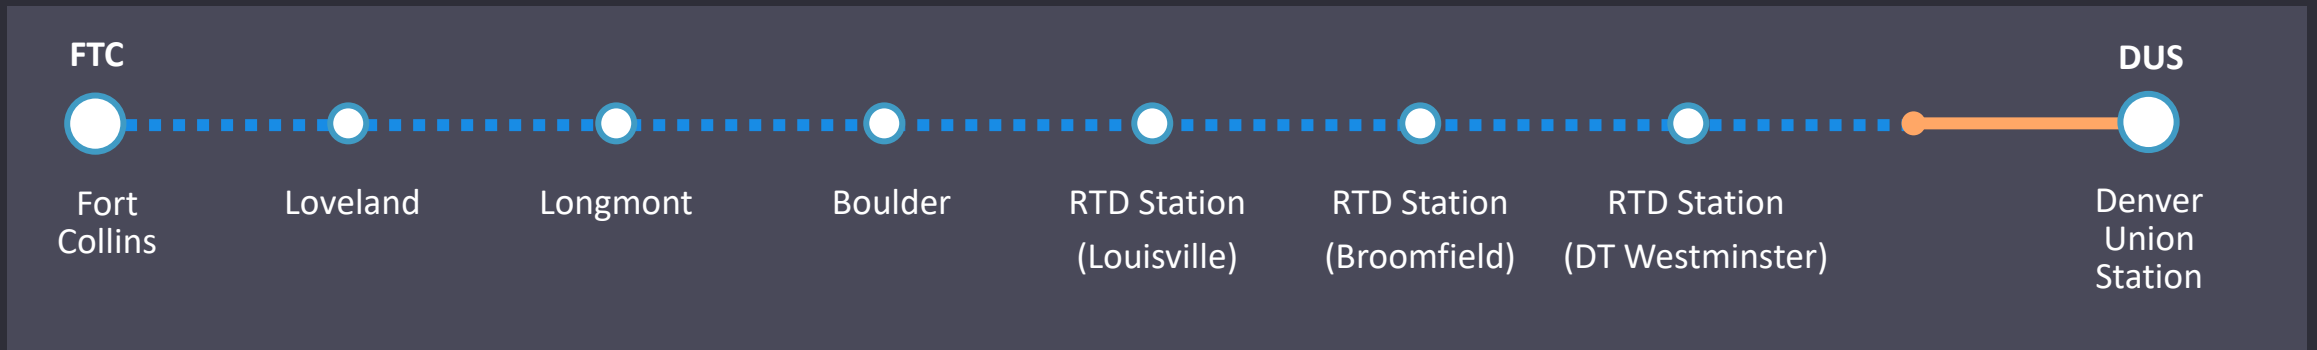 FTC
DUS
Fort
Collins
Loveland
Longmont
Boulder
RTD Station
(Louisville)
RTD Station
(Broomfield)
RTD Station
(DT Westminster)
Denver
Union
Station